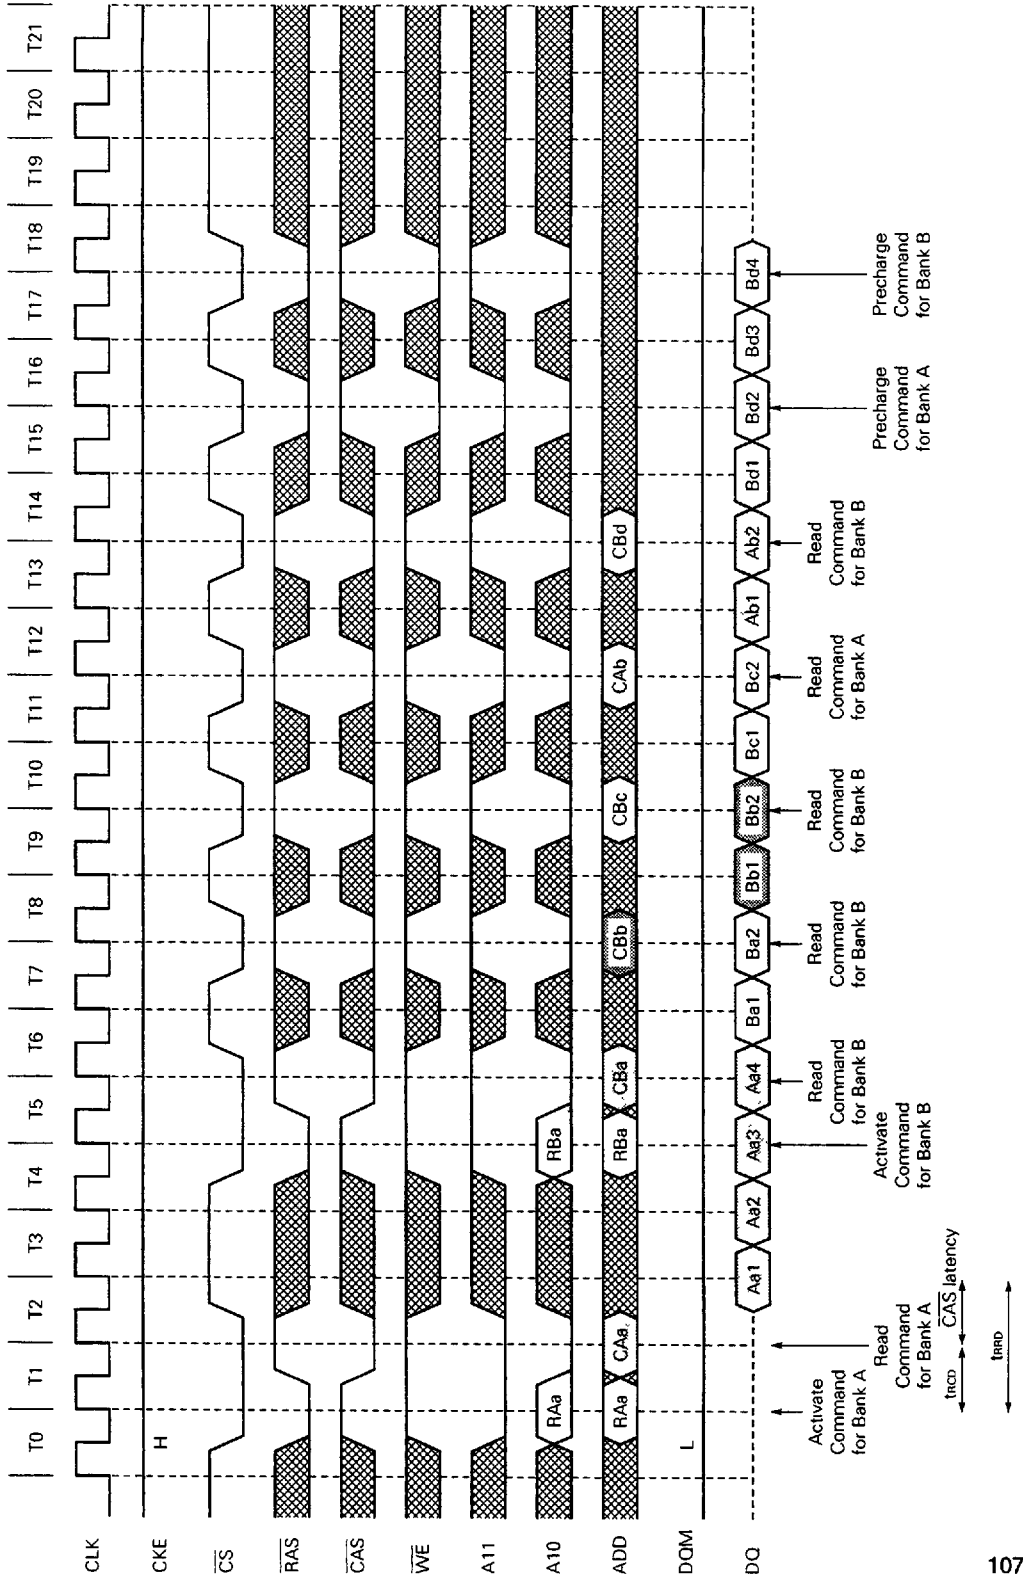 T0 T1 T2 T3 T4 T5 T6 T7 T8 T9 T10 T11 T12 T13 T14 T15 T16 T17 T18 T19 T20 T21
CLK
CKE H
CS
RAS
CAS
WE
A11
A10 RAa RBa
ADD RAa CAa RBa CBa CBb CBc CAb CBd
DQM L
DQ Aa1 Aa2 Aa3 Aa4 Ba1 Ba2 Bb1 Bb2 Bc1 Bc2 Ab1 Ab2 Bd1 Bd2 Bd3 Bd4
Activate
Command
for Bank A
Read
Command
for Bank A
Activate
Command
for Bank B
Read
Command
for Bank B
Read
Command
for Bank B
Read
Command
for Bank B
Read
Command
for Bank A
Read
Command
for Bank B
Precharge
Command
for Bank A
Precharge
Command
for Bank B
tRCD
CAS latency
tRRD
107